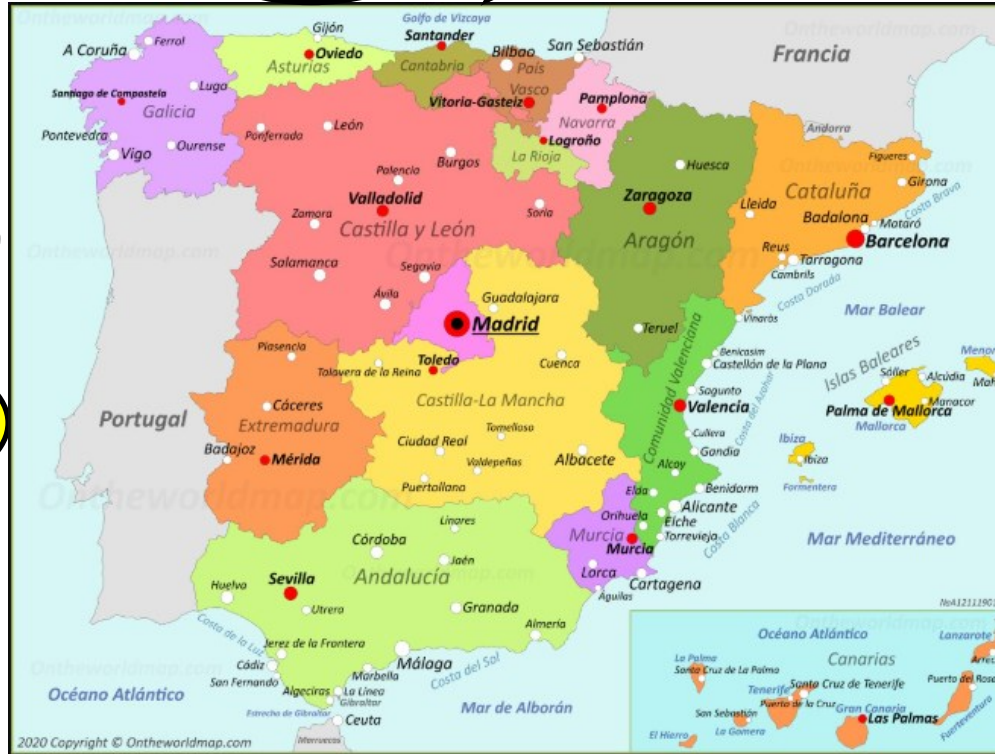 Golfo de Vizcaya
Gijón
Ferrol
A Coruña
Oviedo
Santander
Bilbao
San Sebastián
Francia
Asturias
Cantabria
País
Vasco
Lugo
Santiago de Compostela
Galicia
Vitoria-Gasteiz
Pamplona
Navarra
Andorra
Pontevedra
Ourense
Vigo
Ponferrada
León
Burgos
Logroño
La Rioja
Huesca
Figueres
Girona
Palencia
Cataluña
Costa Brava
Valladolid
Zaragoza
Lleida
Badalona
Mataró
Zamora
Castilla y León
Soria
Aragón
Barcelona
Reus
Tarragona
Cambrils
Salamanca
Segovia
Costa Dorada
Ávila
Guadalajara
Mar Balear
Madrid
Teruel
Vinaròs
Plasencia
Talavera de la Reina
Toledo
Cuenca
Benicasim
Castellón de la Plana
Islas Baleares
Sóller
Alcúdia
Portugal
Cáceres
Extremadura
Castilla-La Mancha
Comunidad Valenciana
Sagunto
Valencia
Costa del Azahar
Palma de Mallorca
Manacor
Mallorca
Badajoz
Mérida
Ciudad Real
Tomelloso
Cullera
Gandia
Ibiza
Ibiza
Valdepeñas
Albacete
Alcoy
Puertollano
Elda
Benidorm
Formentera
Alicante
Orihuela
Elche
Torrevieja
Costa Blanca
Murcia
Murcia
Mar Mediterráneo
Linares
Córdoba
Jaén
Andalucía
Lorca
Cartagena
Águilas
Sevilla
Huelva
Utrera
Granada
Almería
Costa de la Luz
Jerez de la Frontera
Cádiz
San Fernando
Málaga
Marbella
Costa del Sol
Algeciras
La Línea
Gibraltar
Estrecho de Gibraltar
Ceuta
Marruecos
Océano Atlántico
Mar de Alborán
Océano Atlántico
Canarias
Lanzarote
La Palma
Santa Cruz de La Palma
Tenerife
Santa Cruz de Tenerife
Puerto de la Cruz
San Sebastián
La Gomera
El Hierro
Gran Canaria
Las Palmas
Fuerteventura
Ontheworldmap.com
2020 Copyright © Ontheworldmap.com